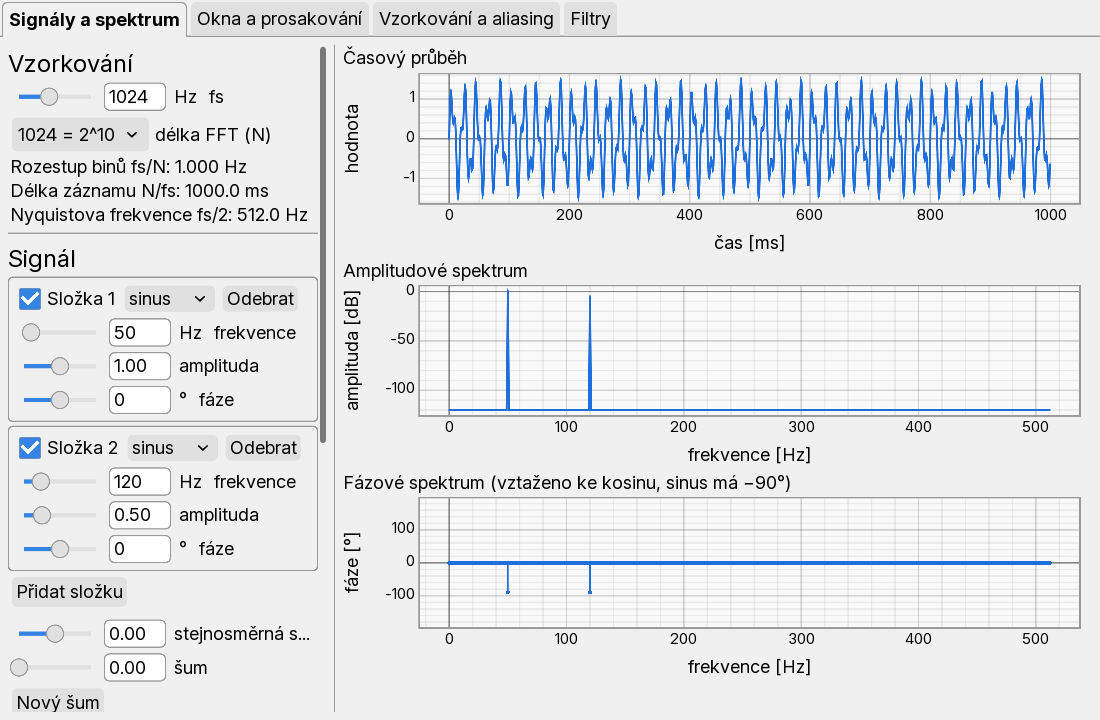 Signály a spektrum
Okna a prosakování
Vzorkování a aliasing
Filtry
Vzorkování
1024 Hz fs
1024 = 2^10 délka FFT (N)
Rozestup binů fs/N: 1.000 Hz
Délka záznamu N/fs: 1000.0 ms
Nyquistova frekvence fs/2: 512.0 Hz
Signál
Složka 1 sinus Odebrat
50 Hz frekvence
1.00 amplituda
0 ° fáze
Složka 2 sinus Odebrat
120 Hz frekvence
0.50 amplituda
0 ° fáze
Přidat složku
0.00 stejnosměrná s...
0.00 šum
Nový šum
Časový průběh
hodnota
1
0
-1
0 200 400 600 800 1000
čas [ms]
Amplitudové spektrum
amplituda [dB]
0
-50
-100
0 100 200 300 400 500
frekvence [Hz]
Fázové spektrum (vztaženo ke kosinu, sinus má −90°)
fáze [°]
100
0
-100
0 100 200 300 400 500
frekvence [Hz]